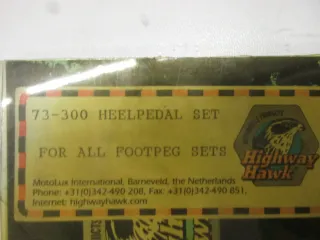 73-300 HEELPEDAL SET
FOR ALL FOOTPEG SETS
Highway
Hawk
MotoLux International, Barneveld, the Netherlands
Phone: +31(0)342-490 208, Fax: +31(0)342-490 851,
Internet: highwayhawk.com